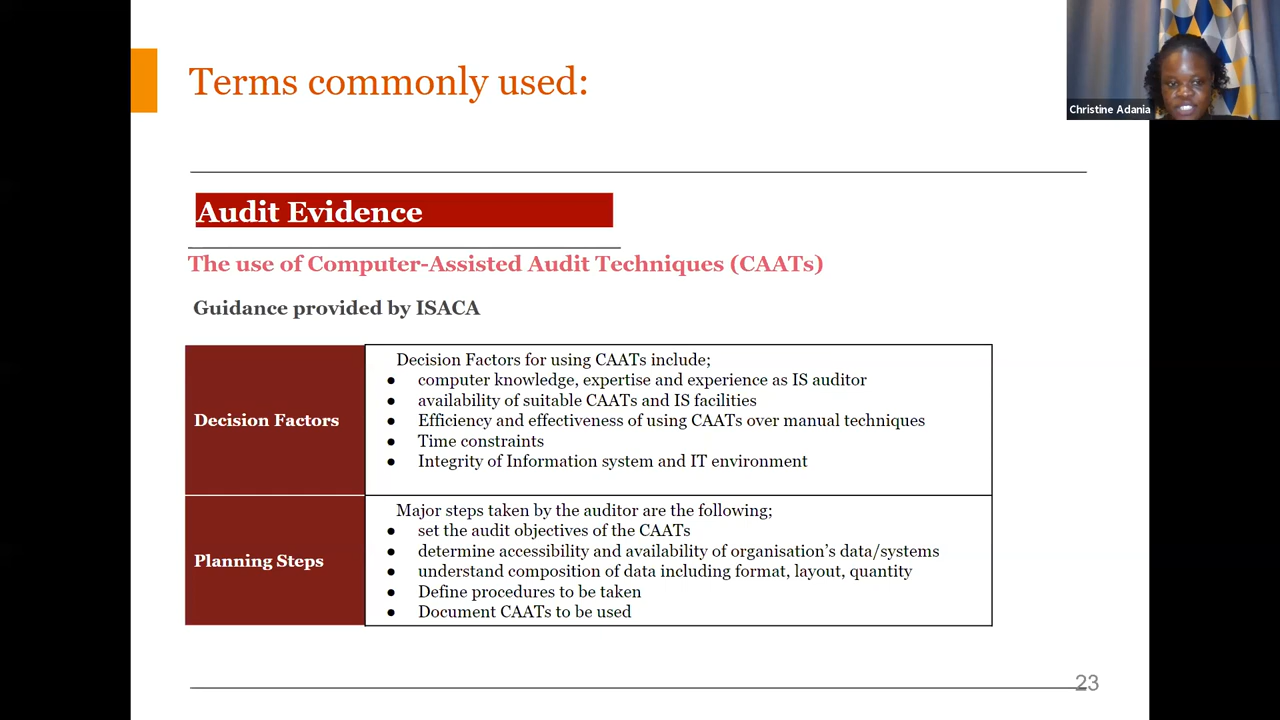 Terms commonly used:
Christine Adania
Audit Evidence
The use of Computer-Assisted Audit Techniques (CAATs)
Guidance provided by ISACA
Decision Factors
Decision Factors for using CAATs include;
● computer knowledge, expertise and experience as IS auditor
● availability of suitable CAATs and IS facilities
● Efficiency and effectiveness of using CAATs over manual techniques
● Time constraints
● Integrity of Information system and IT environment
Planning Steps
Major steps taken by the auditor are the following;
● set the audit objectives of the CAATs
● determine accessibility and availability of organisation’s data/systems
● understand composition of data including format, layout, quantity
● Define procedures to be taken
● Document CAATs to be used
23